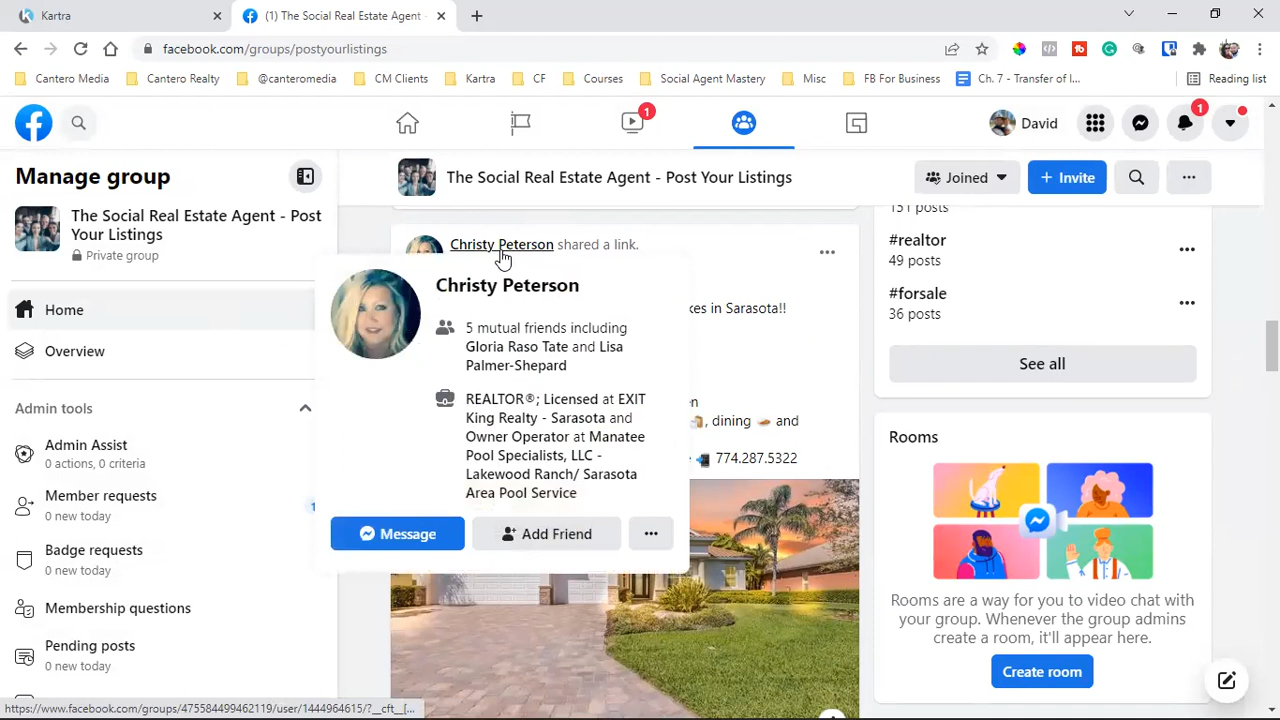 Kartra
(1) The Social Real Estate Agent -
facebook.com/groups/postyourlistings
Cantero Media
Cantero Realty
@canteromedia
CM Clients
Kartra
CF
Courses
Social Agent Mastery
Misc
FB For Business
Ch. 7 - Transfer of I...
Reading list
1
David
1
Manage group
The Social Real Estate Agent - Post Your Listings
Joined
+ Invite
The Social Real Estate Agent - Post
Your Listings
Private group
Home
Overview
Admin tools
Admin Assist
0 actions, 0 criteria
Member requests
0 new today
1
Badge requests
0 new today
Membership questions
Pending posts
0 new today
Christy Peterson shared a link.
Christy Peterson
5 mutual friends including
Gloria Raso Tate and Lisa
Palmer-Shepard
REALTOR®; Licensed at EXIT
King Realty - Sarasota and
Owner Operator at Manatee
Pool Specialists, LLC -
Lakewood Ranch/ Sarasota
Area Pool Service
Message
Add Friend
kes in Sarasota!!
en
, dining and
774.287.5322
151 posts
#realtor
49 posts
#forsale
36 posts
See all
Rooms
Rooms are a way for you to video chat with
your group. Whenever the group admins
create a room, it'll appear here.
Create room
https://www.facebook.com/groups/475584499462119/user/1444964615/?__cft__[...